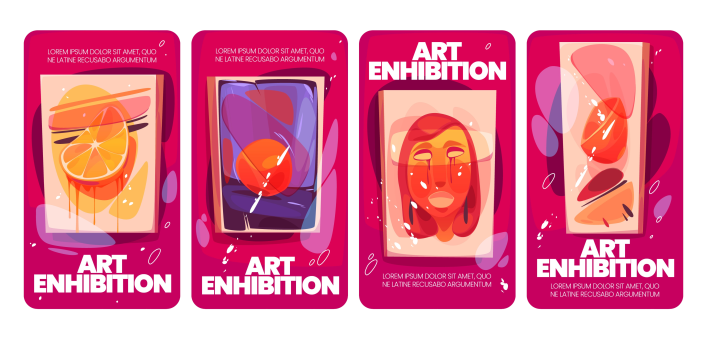 LOREM IPSUM DOLOR SIT AMET, QUO
NE LATINE RECUSABO ARGUMENTUM
ART
ENHIBITION
LOREM IPSUM DOLOR SIT AMET, QUO
NE LATINE RECUSABO ARGUMENTUM
ART
ENHIBITION
ART
ENHIBITION
LOREM IPSUM DOLOR SIT AMET, QUO
NE LATINE RECUSABO ARGUMENTUM
ART
ENHIBITION
LOREM IPSUM DOLOR SIT AMET, QUO
NE LATINE RECUSABO ARGUMENTUM